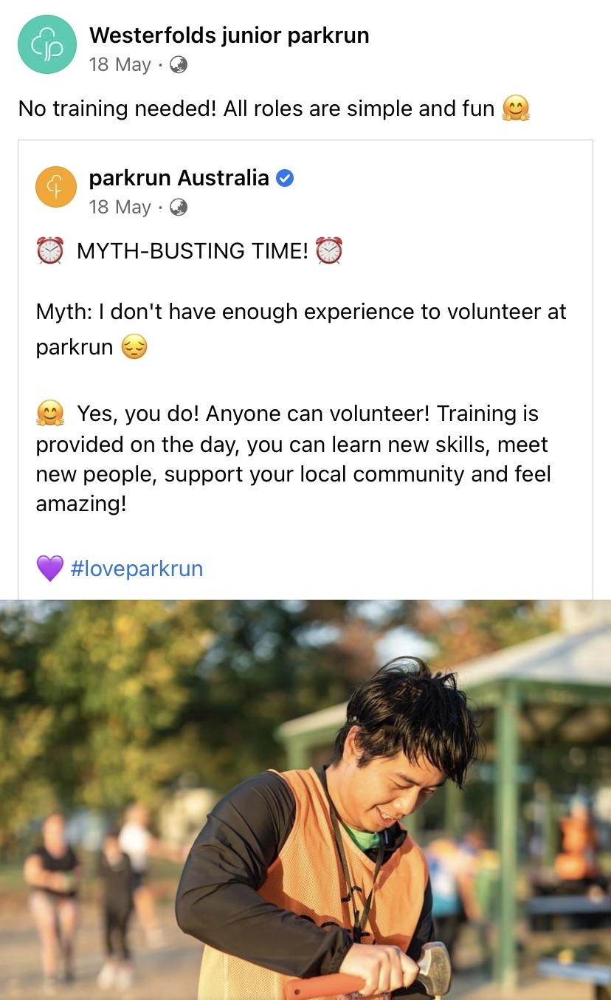 Westerfolds junior parkrun
18 May ·
No training needed! All roles are simple and fun 🤗
parkrun Australia
18 May ·
⏰ MYTH-BUSTING TIME! ⏰
Myth: I don't have enough experience to volunteer at
parkrun 😔
🤗 Yes, you do! Anyone can volunteer! Training is
provided on the day, you can learn new skills, meet
new people, support your local community and feel
amazing!
💜 #loveparkrun